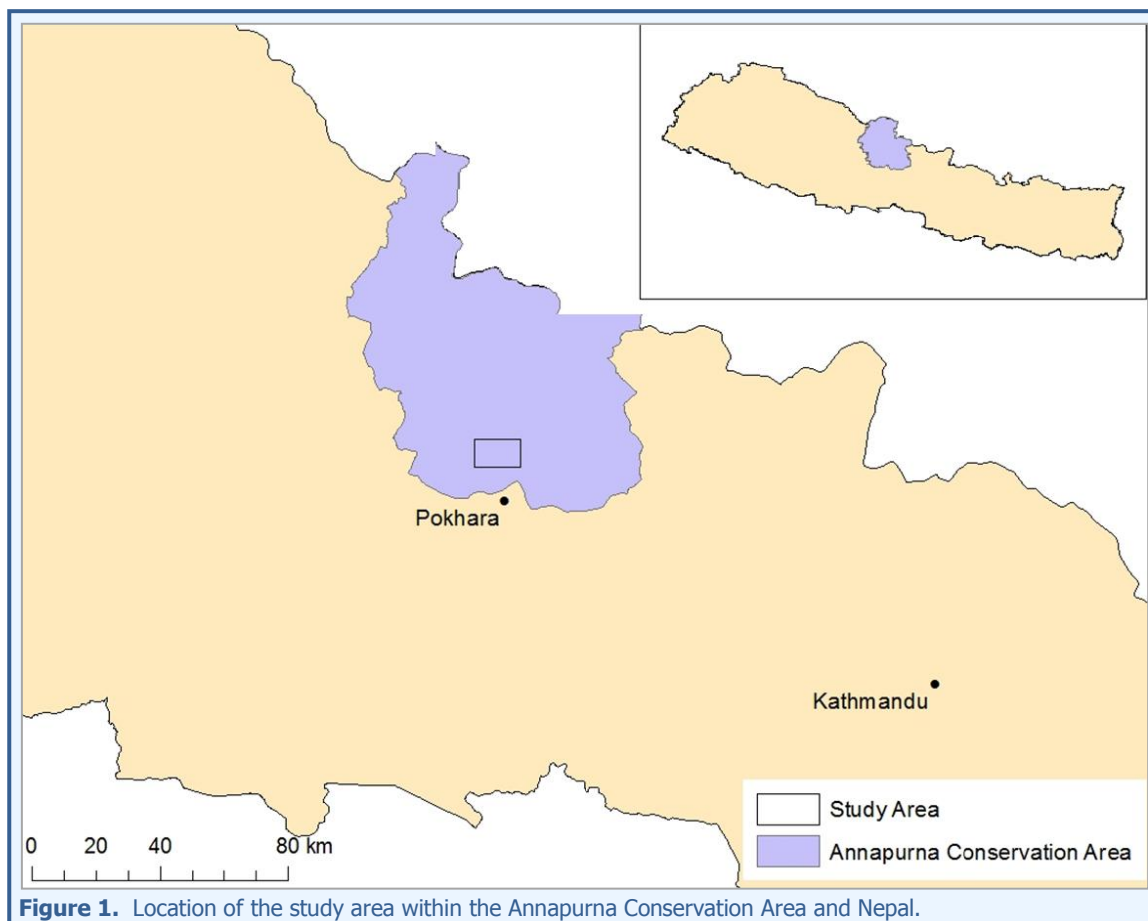 Pokhara
Kathmandu
Study Area
Annapurna Conservation Area
0 20 40 80 km
Figure 1. Location of the study area within the Annapurna Conservation Area and Nepal.